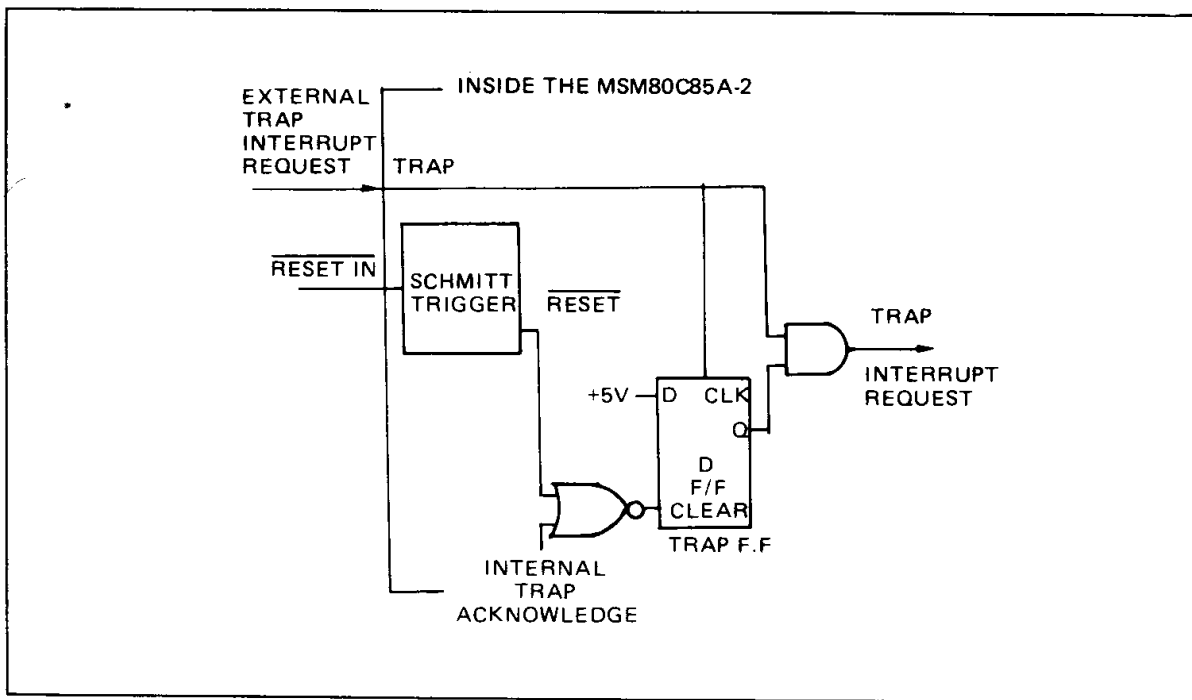 INSIDE THE MSM80C85A-2
EXTERNAL
TRAP
INTERRUPT
REQUEST
TRAP
RESET IN
SCHMITT
TRIGGER
RESET
TRAP
INTERRUPT
REQUEST
+5V
D CLK
Q
D
F/F
CLEAR
TRAP F.F
INTERNAL
TRAP
ACKNOWLEDGE